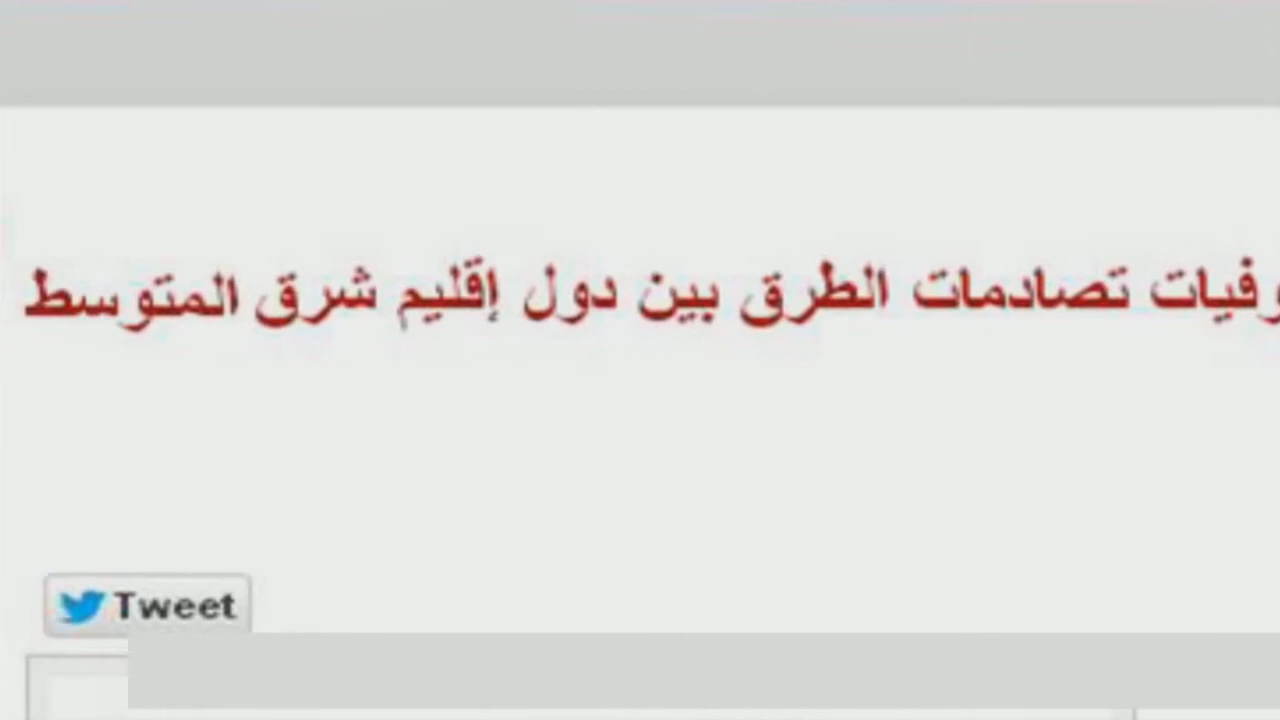 وفيات تصادمات الطرق بين دول إقليم شرق المتوسط
Tweet